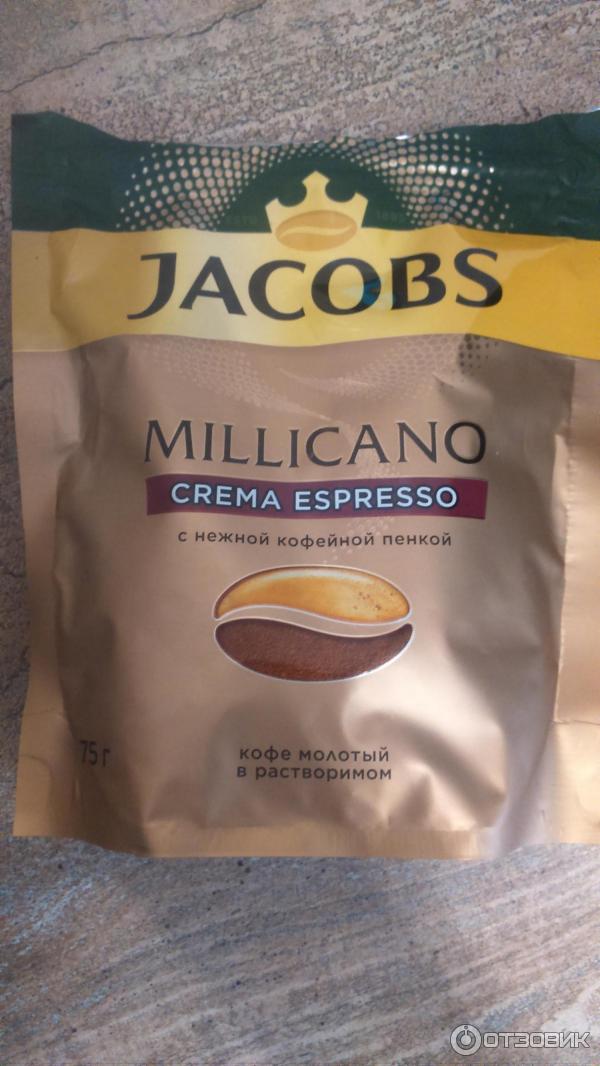 JACOBS
MILLICANO
CREMA ESPRESSO
с нежной кофейной пенкой
75 г
кофе молотый
в растворимом
ОТЗОВИК